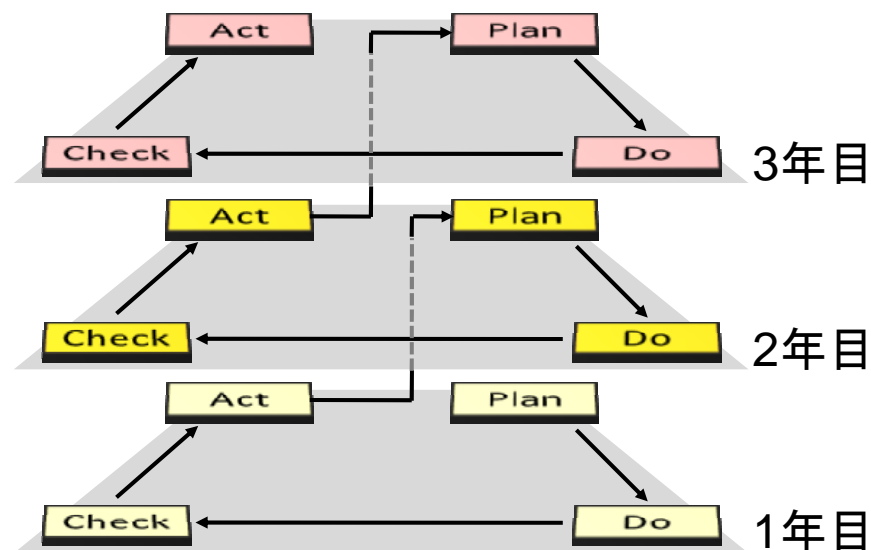 Act Plan
Check Do 3年目
Act Plan
Check Do 2年目
Act Plan
Check Do 1年目